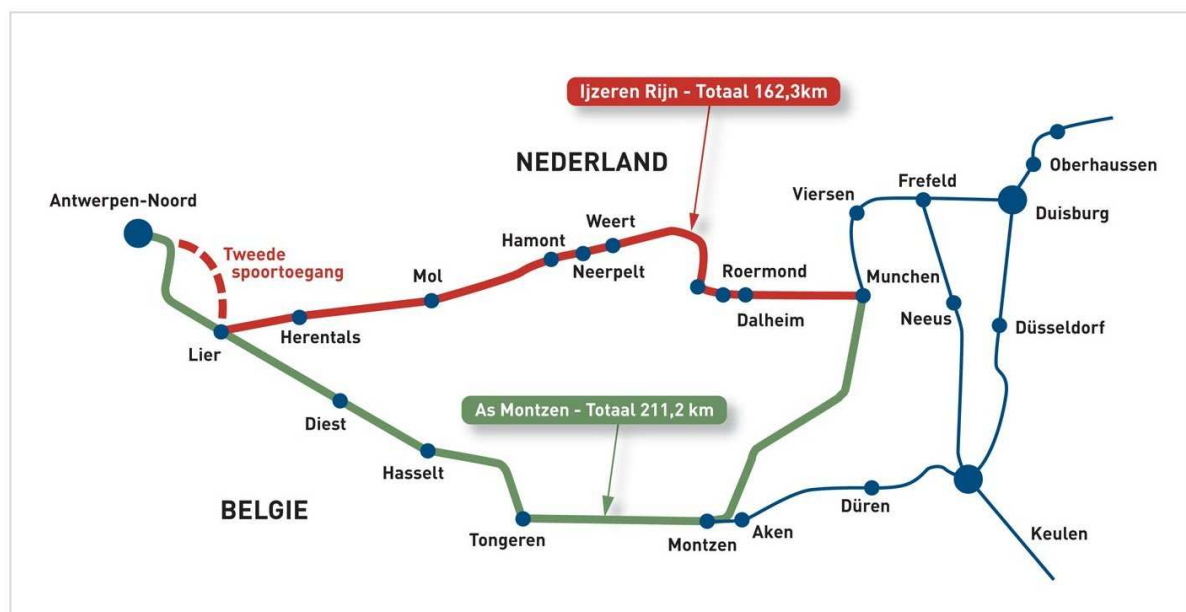 Ijzeren Rijn - Totaal 162,3km
NEDERLAND
Oberhaussen
Antwerpen-Noord
Viersen
Frefeld
Duisburg
Weert
Hamont
Tweede
spoortoegang
Neerpelt
Mol
Roermond
Munchen
Dalheim
Neeus
Düsseldorf
Herentals
Lier
As Montzen - Totaal 211,2 km
Diest
Hasselt
BELGIE
Düren
Tongeren
Montzen
Aken
Keulen